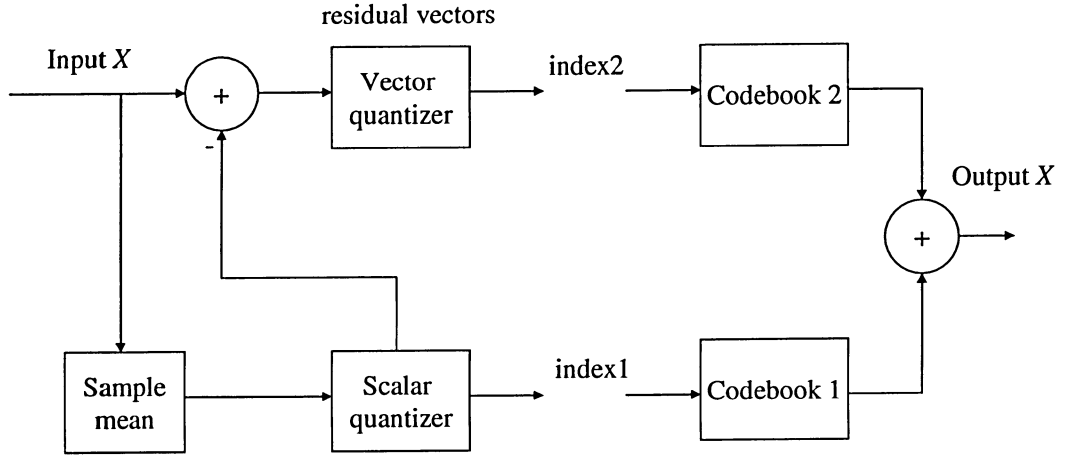 residual vectors
Input X
+
-
Vector
quantizer
index2
Codebook 2
Output X
+
Sample
mean
Scalar
quantizer
index1
Codebook 1